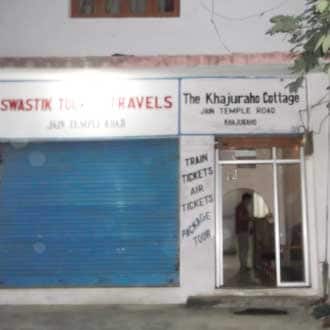 SWASTIK TOURS TRAVELS
JAIN TEMPLE ROAD
The Khajuraho Cottage
JAIN TEMPLE ROAD
KHAJURAHO
TRAIN
TICKETS
AIR
TICKETS
PACKAGE
TOUR